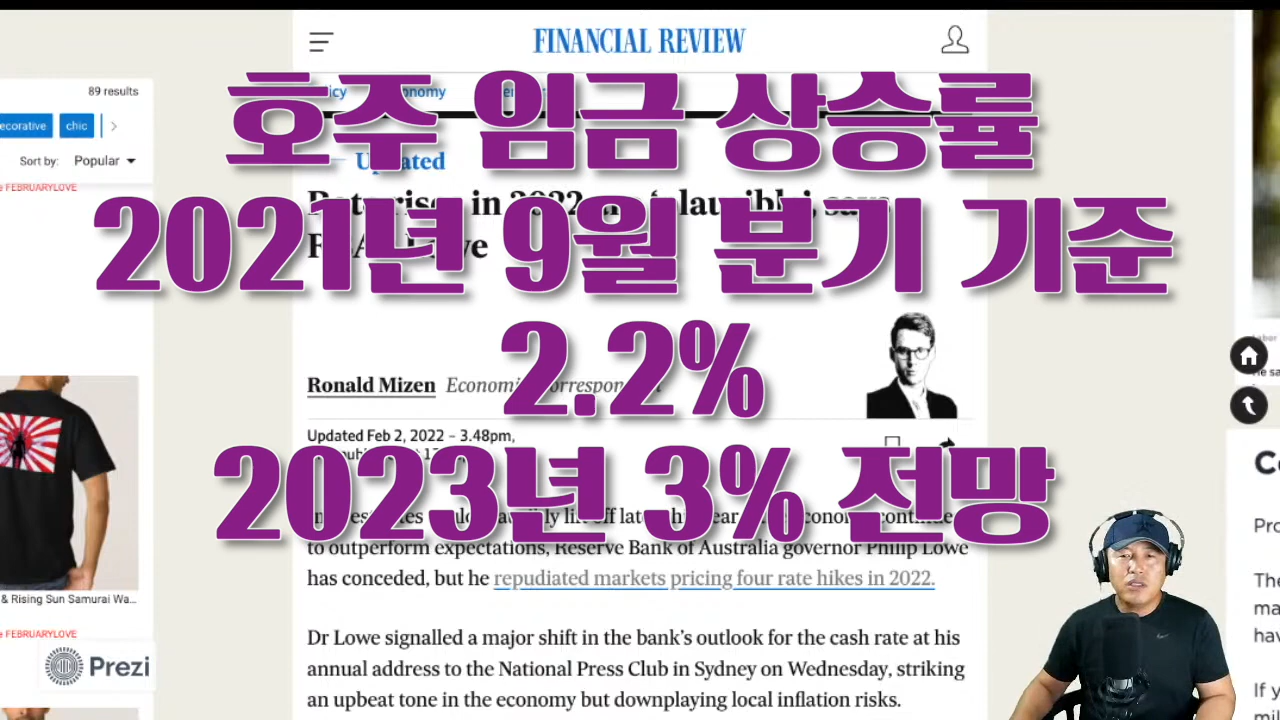 FINANCIAL REVIEW
89 results
ecorative
chic
Sort by: Popular
FEBRUARYLOVE
호주 임금 상승률
Updated
2021년 9월 분기 기준
2.2%
Ronald Mizen
Updated Feb 2, 2022 – 3.48pm,
2023년 3% 전망
to outperform expectations, Reserve Bank of Australia governor Philip Lowe
has conceded, but he repudiated markets pricing four rate hikes in 2022.
& Rising Sun Samurai Wa...
FEBRUARYLOVE
Dr Lowe signalled a major shift in the bank's outlook for the cash rate at his
annual address to the National Press Club in Sydney on Wednesday, striking
an upbeat tone in the economy but downplaying local inflation risks.
Prezi
The
If y